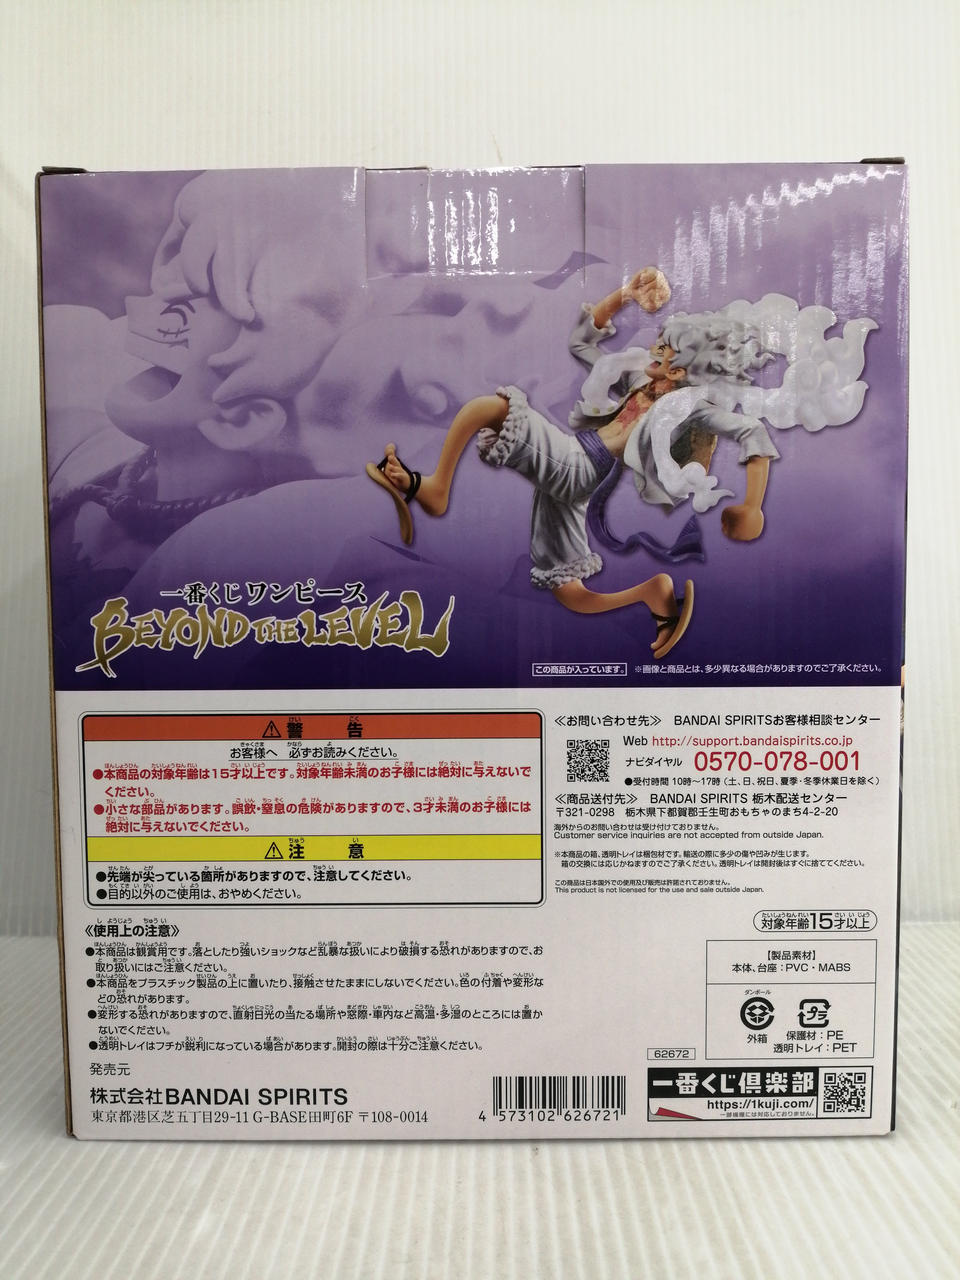 一番くじ ワンピース
BEYOND THE LEVEL
この商品が入っています。 ※画像と商品とは、多少異なる場合がありますのでご了承ください。
警告
お客様へ 必ずお読みください。
●本商品の対象年齢は15才以上です。対象年齢未満のお子様には絶対に与えないで
ください。
●小さな部品があります。誤飲・窒息の危険がありますので、3才未満のお子様には
絶対に与えないでください。
注意
●先端が尖っている箇所がありますので、注意してください。
●目的以外のご使用は、おやめください。
《使用上の注意》
●本商品は観賞用です。落としたり強いショックなど乱暴な扱いにより破損する恐れがありますので、お
取り扱いにはご注意ください。
●本商品をプラスチック製品の上に置いたり、接触させたままにしないでください。色の付着や変形な
どの恐れがあります。
●変形する恐れがありますので、直射日光の当たる場所や窓際・車内など高温・多湿のところには置か
ないでください。
●透明トレイはフチが鋭利になっている場合があります。開封の際は十分ご注意ください。
発売元
株式会社BANDAI SPIRITS
東京都港区芝五丁目29-11 G-BASE田町6F 〒108-0014
≪お問い合わせ先≫ BANDAI SPIRITSお客様相談センター
Web http://support.bandaispirits.co.jp
ナビダイヤル 0570-078-001
●受付時間 10時〜17時(土、日、祝日、夏季・冬季休業日を除く)
≪商品送付先≫ BANDAI SPIRITS 栃木配送センター
〒321-0298 栃木県下都賀郡壬生町おもちゃのまち4-2-20
海外からのお問い合わせは受け付けておりません。
Customer service inquiries are not accepted from outside Japan.
※本商品の箱、透明トレイは梱包材です。輸送の際に多少の傷や凹みが生じます。
箱の交換には応じかねますのでご了承ください。透明トレイは開封後はすぐに捨ててください。
この商品は日本国外での使用及び販売は許諾されておりません。
This product is not licensed for the use and sale outside Japan.
対象年齢15才以上
【製品素材】
本体、台座:PVC・MABS
ダンボール
外箱
プラ
保護材:PE
透明トレイ:PET
62672
4 573102 626721
一番くじ倶楽部
https://1kuji.com/
一部機種には対応しておりません。